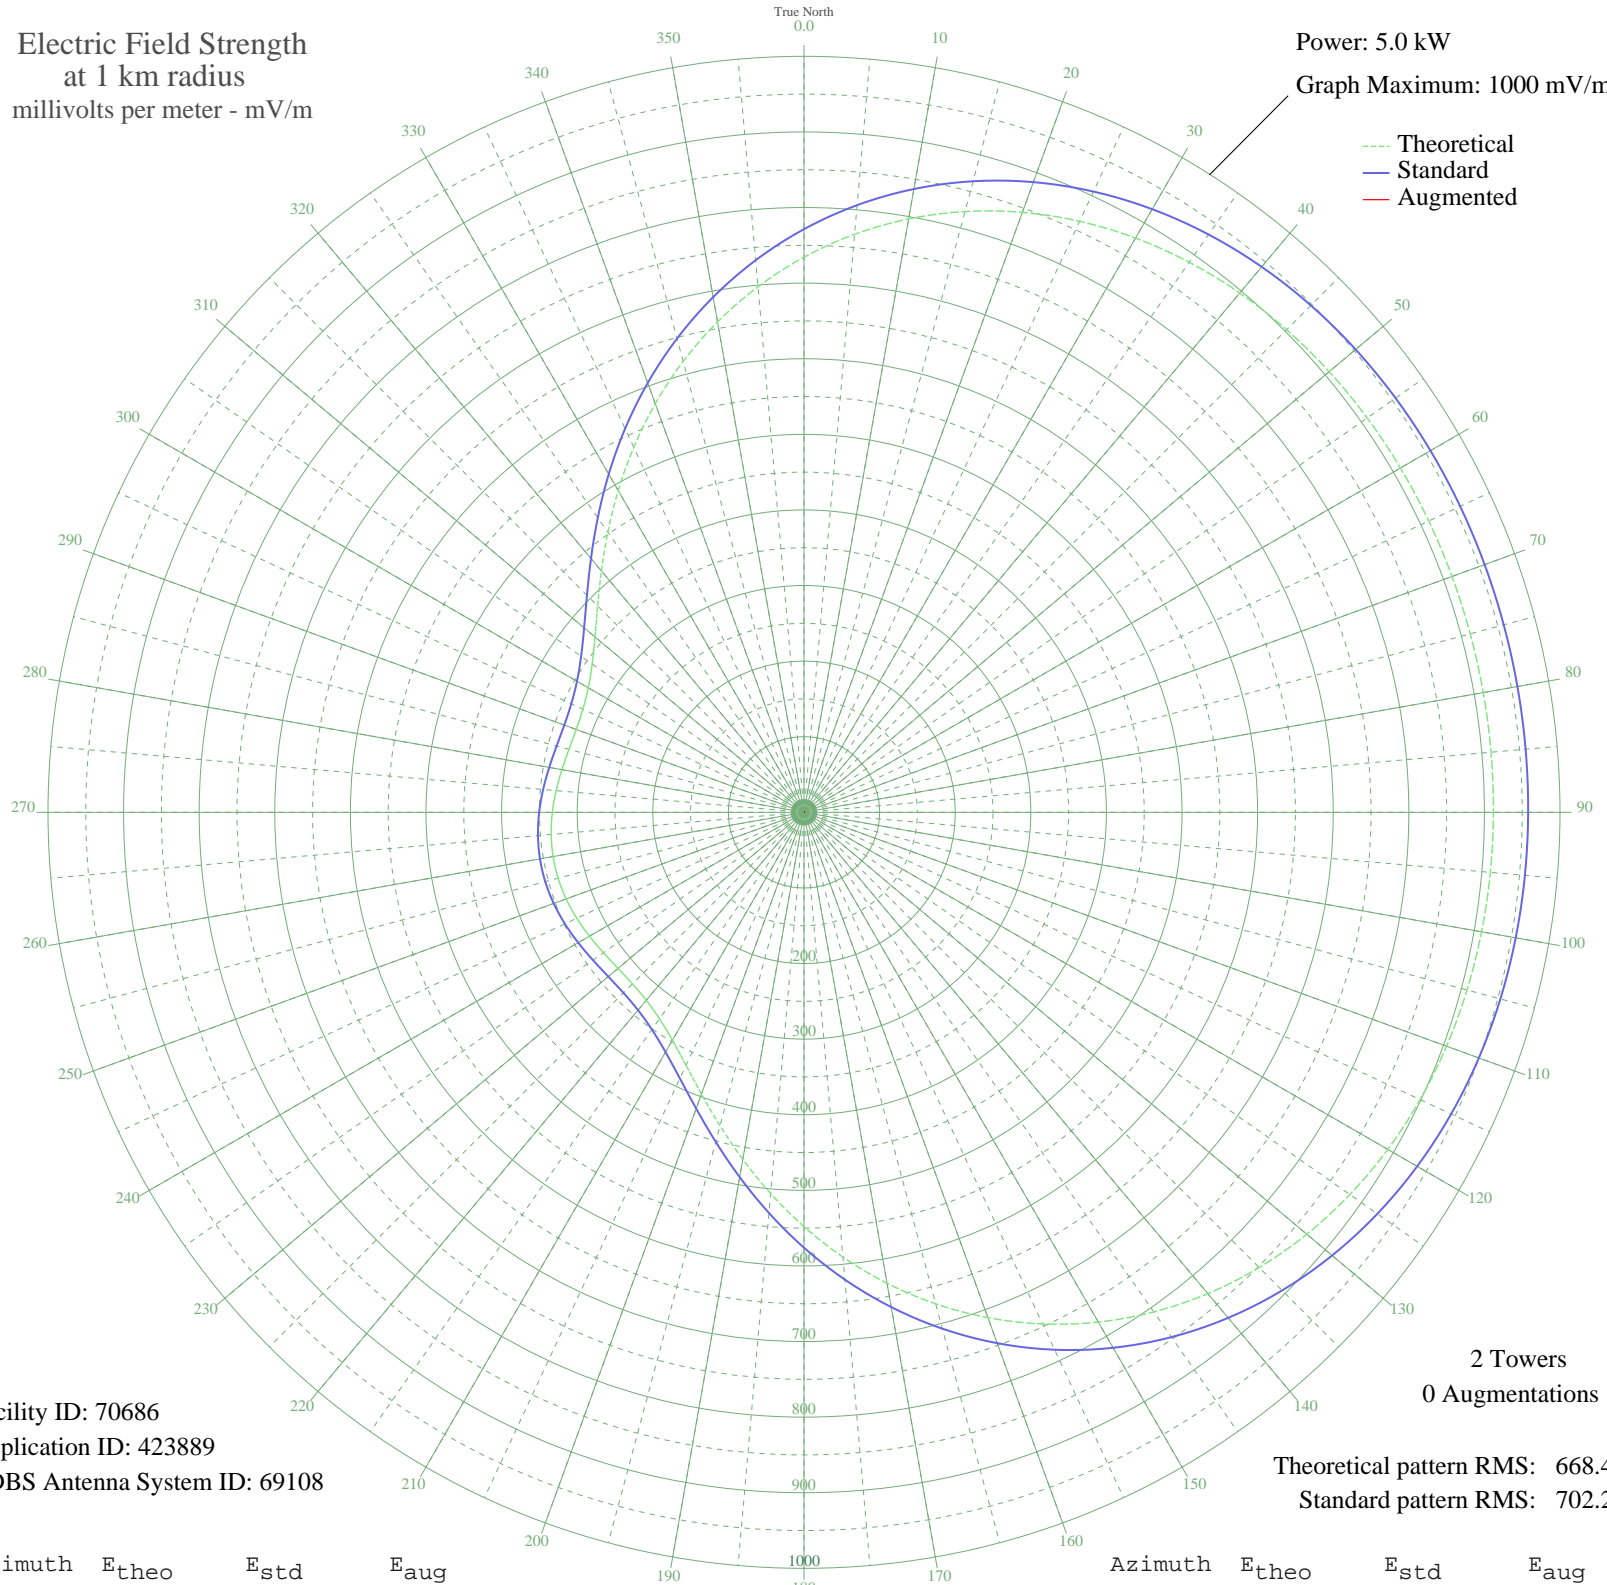 True North
Electric Field Strength
at 1 km radius
millivolts per meter - mV/m
Power: 5.0 kW
Graph Maximum: 1000 mV/m
Theoretical
Standard
Augmented
0.0
10
20
30
40
50
60
70
80
90
100
110
120
130
140
150
160
170
190
200
210
220
230
240
250
260
270
280
290
300
310
320
330
340
350
200
300
400
500
600
700
800
900
1000
2 Towers
0 Augmentations
cility ID: 70686
plication ID: 423889
DBS Antenna System ID: 69108
Theoretical pattern RMS: 668.4
Standard pattern RMS: 702.2
imuth Etheo Estd Eaug
Azimuth Etheo Estd Eaug